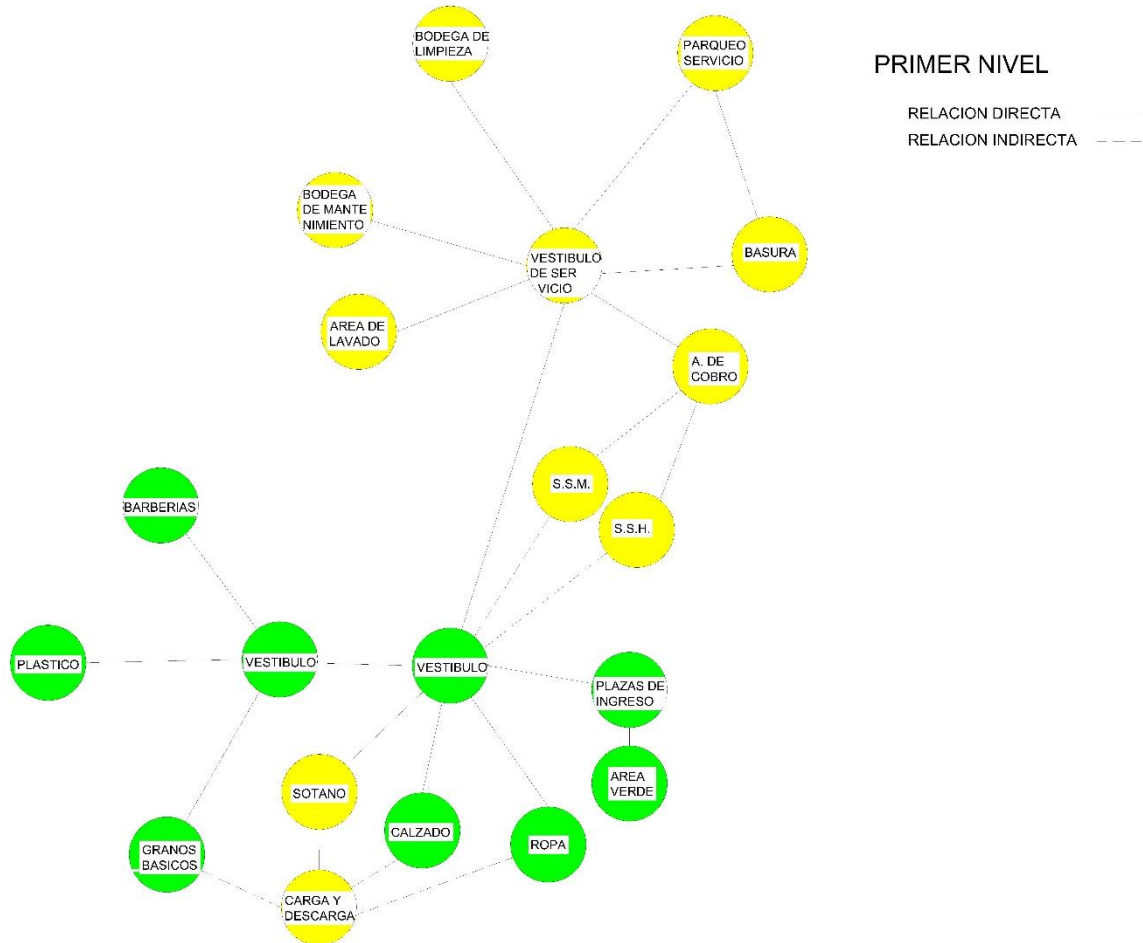 BODEGA DE
LIMPIEZA
PARQUEO
SERVICIO
PRIMER NIVEL
RELACION DIRECTA
RELACION INDIRECTA
BODEGA
DE MANTE
NIMIENTO
VESTIBULO
DE SER
VICIO
BASURA
AREA DE
LAVADO
A. DE
COBRO
S.S.M.
S.S.H.
BARBERIAS
PLASTICO
VESTIBULO
VESTIBULO
PLAZAS DE
INGRESO
AREA
VERDE
SOTANO
CALZADO
ROPA
GRANOS
BASICOS
CARGA Y
DESCARGA